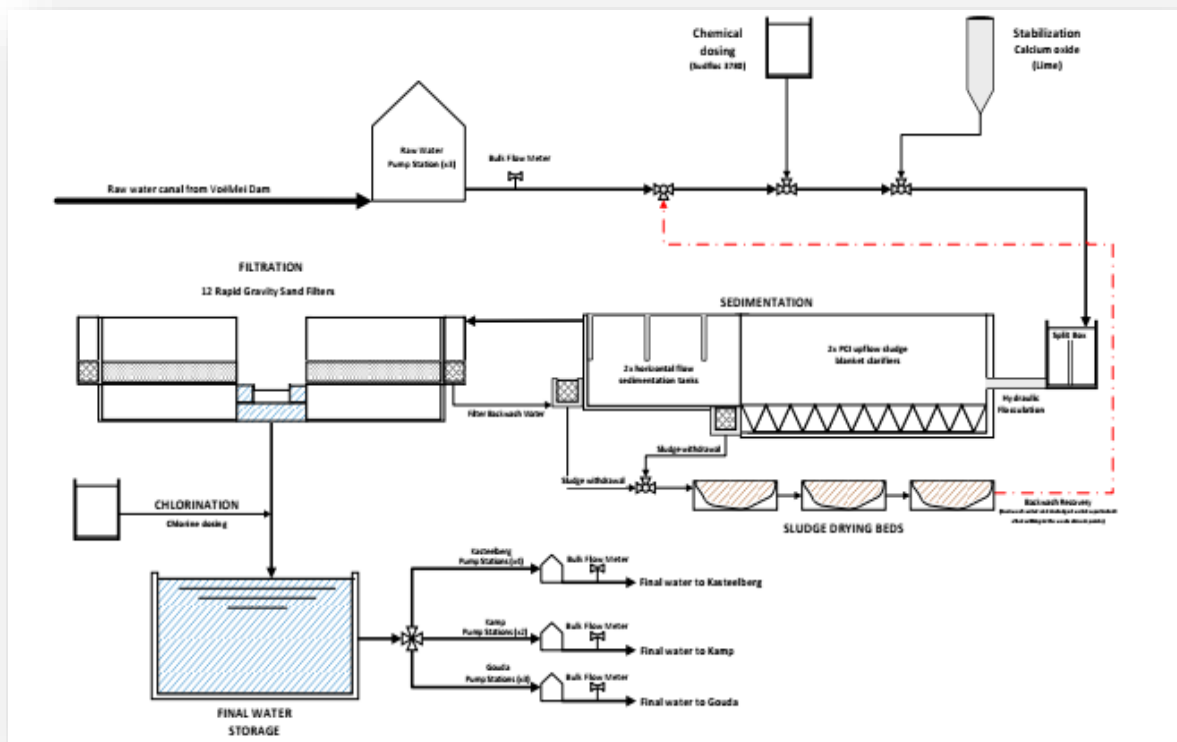 Chemical
dosing
(Sudfloc 3780)
Stabilization
Calcium oxide
(Lime)
Raw Water
Pump Station (x3)
Bulk Flow Meter
Raw water canal from Voëlvlei Dam
FILTRATION
12 Rapid Gravity Sand Filters
SEDIMENTATION
Split Box
2x PCI upflow sludge
blanket clarifiers
2x horizontal flow
sedimentation tanks
Hydraulic
Flocculation
Filter Backwash Water
Sludge withdrawal
Sludge withdrawal
Backwash Recovery
SLUDGE DRYING BEDS
CHLORINATION
Chlorine dosing
Kasteelberg
Pump Stations
Bulk Flow Meter
Final water to Kasteelberg
Kamp
Pump Stations (x2)
Bulk Flow Meter
Final water to Kamp
Gouda
Pump Stations (x3)
Bulk Flow Meter
Final water to Gouda
FINAL WATER
STORAGE